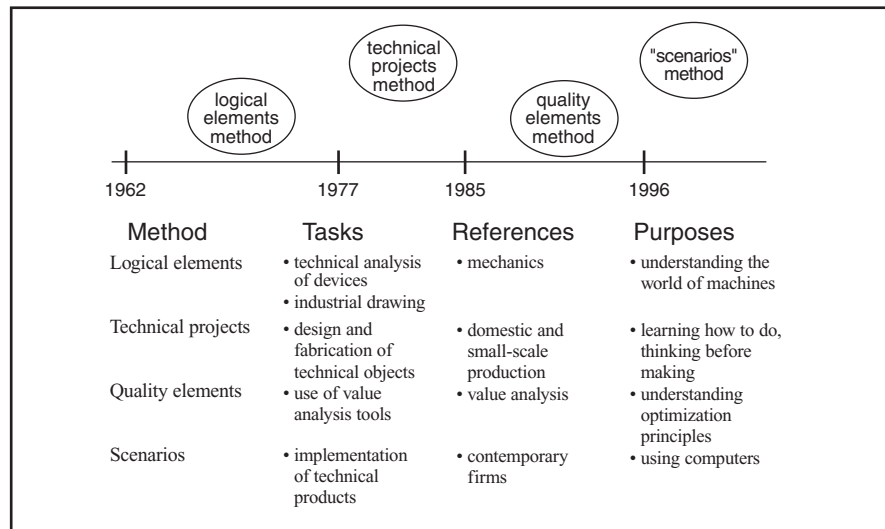 technical
projects
method
"scenarios"
method
logical
elements
method
quality
elements
method
1962 1977 1985 1996
Method Tasks References Purposes
Logical elements • technical analysis • mechanics • understanding the
of devices world of machines
• industrial drawing
Technical projects • design and • domestic and • learning how to do,
fabrication of small-scale thinking before
technical objects production making
Quality elements • use of value • value analysis • understanding
analysis tools optimization
principles
Scenarios • implementation • contemporary • using computers
of technical firms
products